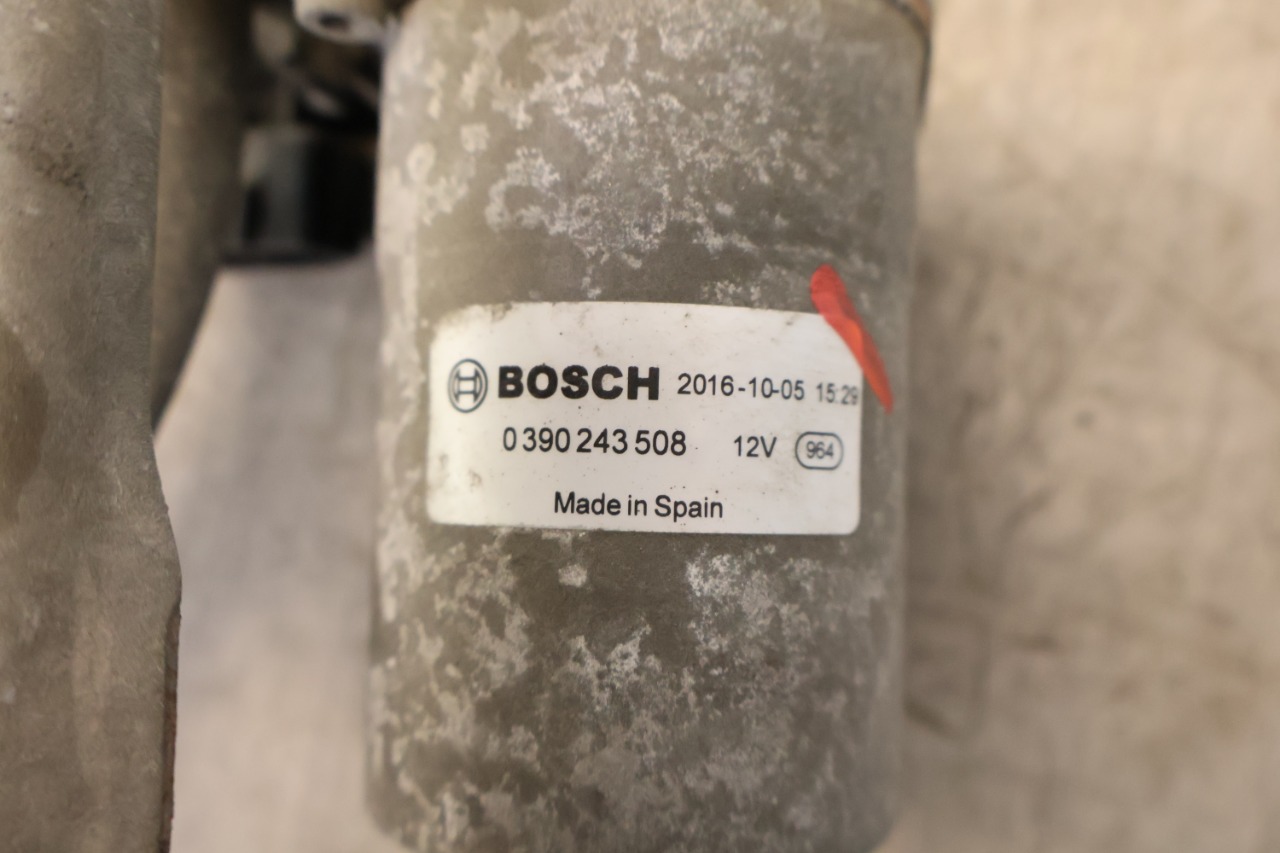 BOSCH 2016-10-05 15:29
0 390 243 508 12V 964
Made in Spain